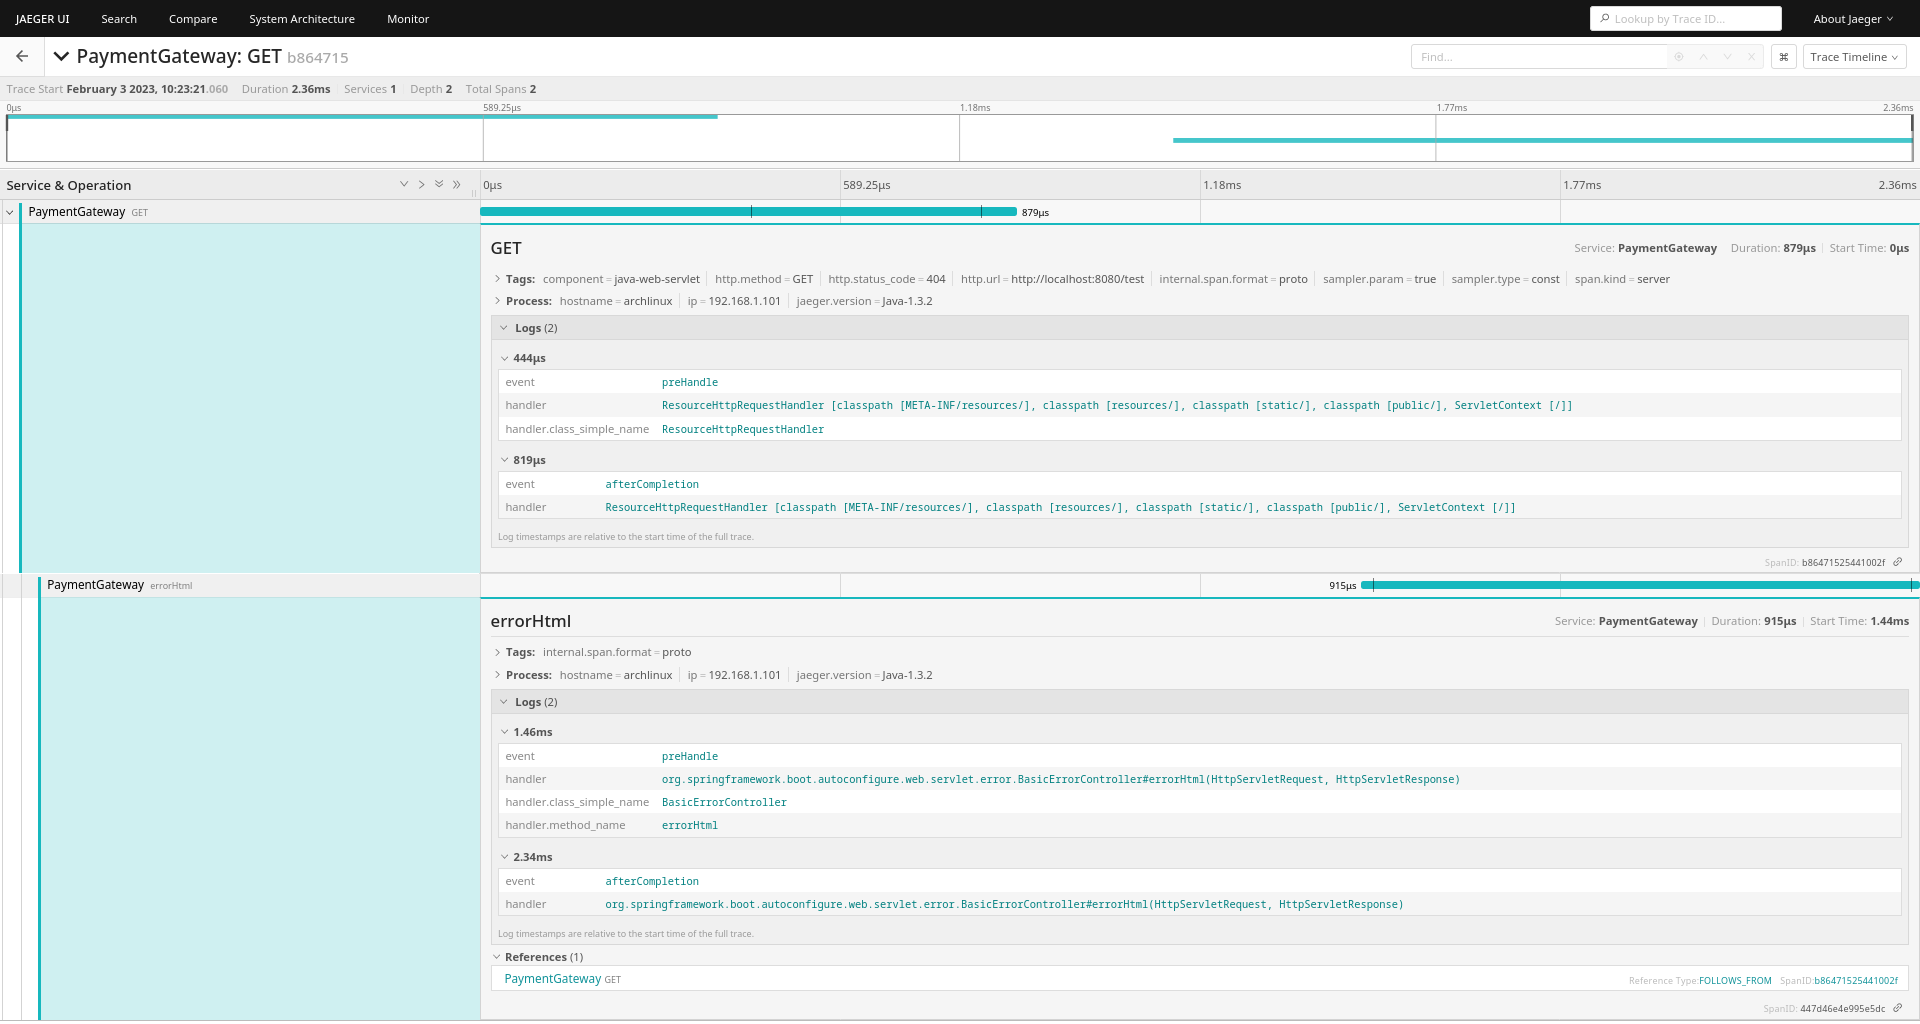 JAEGER UI Search Compare System Architecture Monitor Lookup by Trace ID... About Jaeger
PaymentGateway: GET b864715 Find... ⌘ Trace Timeline
Trace Start February 3 2023, 10:23:21.060 Duration 2.36ms Services 1 Depth 2 Total Spans 2
0μs 589.25μs 1.18ms 1.77ms 2.36ms
Service & Operation 0μs 589.25μs 1.18ms 1.77ms 2.36ms
PaymentGateway GET 879μs
GET Service: PaymentGateway Duration: 879μs Start Time: 0μs
Tags: component = java-web-servlet http.method = GET http.status_code = 404 http.url = http://localhost:8080/test internal.span.format = proto sampler.param = true sampler.type = const span.kind = server
Process: hostname = archlinux ip = 192.168.1.101 jaeger.version = Java-1.3.2
Logs (2)
444μs
event preHandle
handler ResourceHttpRequestHandler [classpath [META-INF/resources/], classpath [resources/], classpath [static/], classpath [public/], ServletContext [/]]
handler.class_simple_name ResourceHttpRequestHandler
819μs
event afterCompletion
handler ResourceHttpRequestHandler [classpath [META-INF/resources/], classpath [resources/], classpath [static/], classpath [public/], ServletContext [/]]
Log timestamps are relative to the start time of the full trace.
SpanID: b86471525441002f
PaymentGateway errorHtml 915μs
errorHtml Service: PaymentGateway Duration: 915μs Start Time: 1.44ms
Tags: internal.span.format = proto
Process: hostname = archlinux ip = 192.168.1.101 jaeger.version = Java-1.3.2
Logs (2)
1.46ms
event preHandle
handler org.springframework.boot.autoconfigure.web.servlet.error.BasicErrorController#errorHtml(HttpServletRequest, HttpServletResponse)
handler.class_simple_name BasicErrorController
handler.method_name errorHtml
2.34ms
event afterCompletion
handler org.springframework.boot.autoconfigure.web.servlet.error.BasicErrorController#errorHtml(HttpServletRequest, HttpServletResponse)
Log timestamps are relative to the start time of the full trace.
References (1)
PaymentGateway GET Reference Type:FOLLOWS_FROM SpanID:b86471525441002f
SpanID: 447d46e4e995e5dc